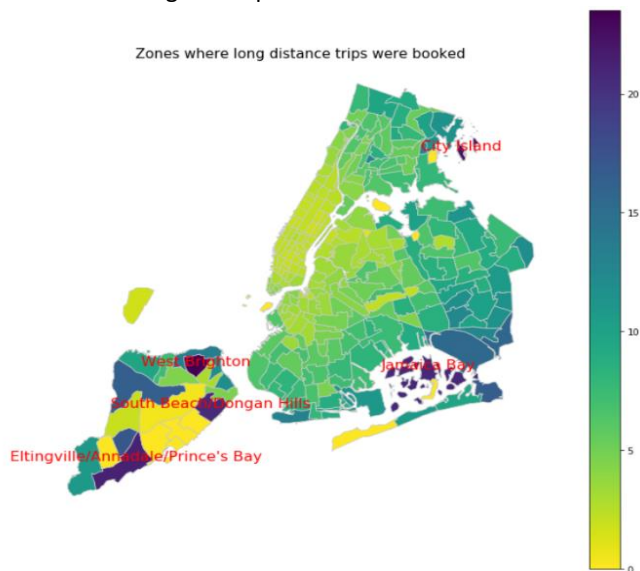 Zones where long distance trips were booked
City Island
West Brighton
Jamaica Bay
South Beach/Dongan Hills
Eltingville/Annadale/Prince's Bay
20
15
10
5
0